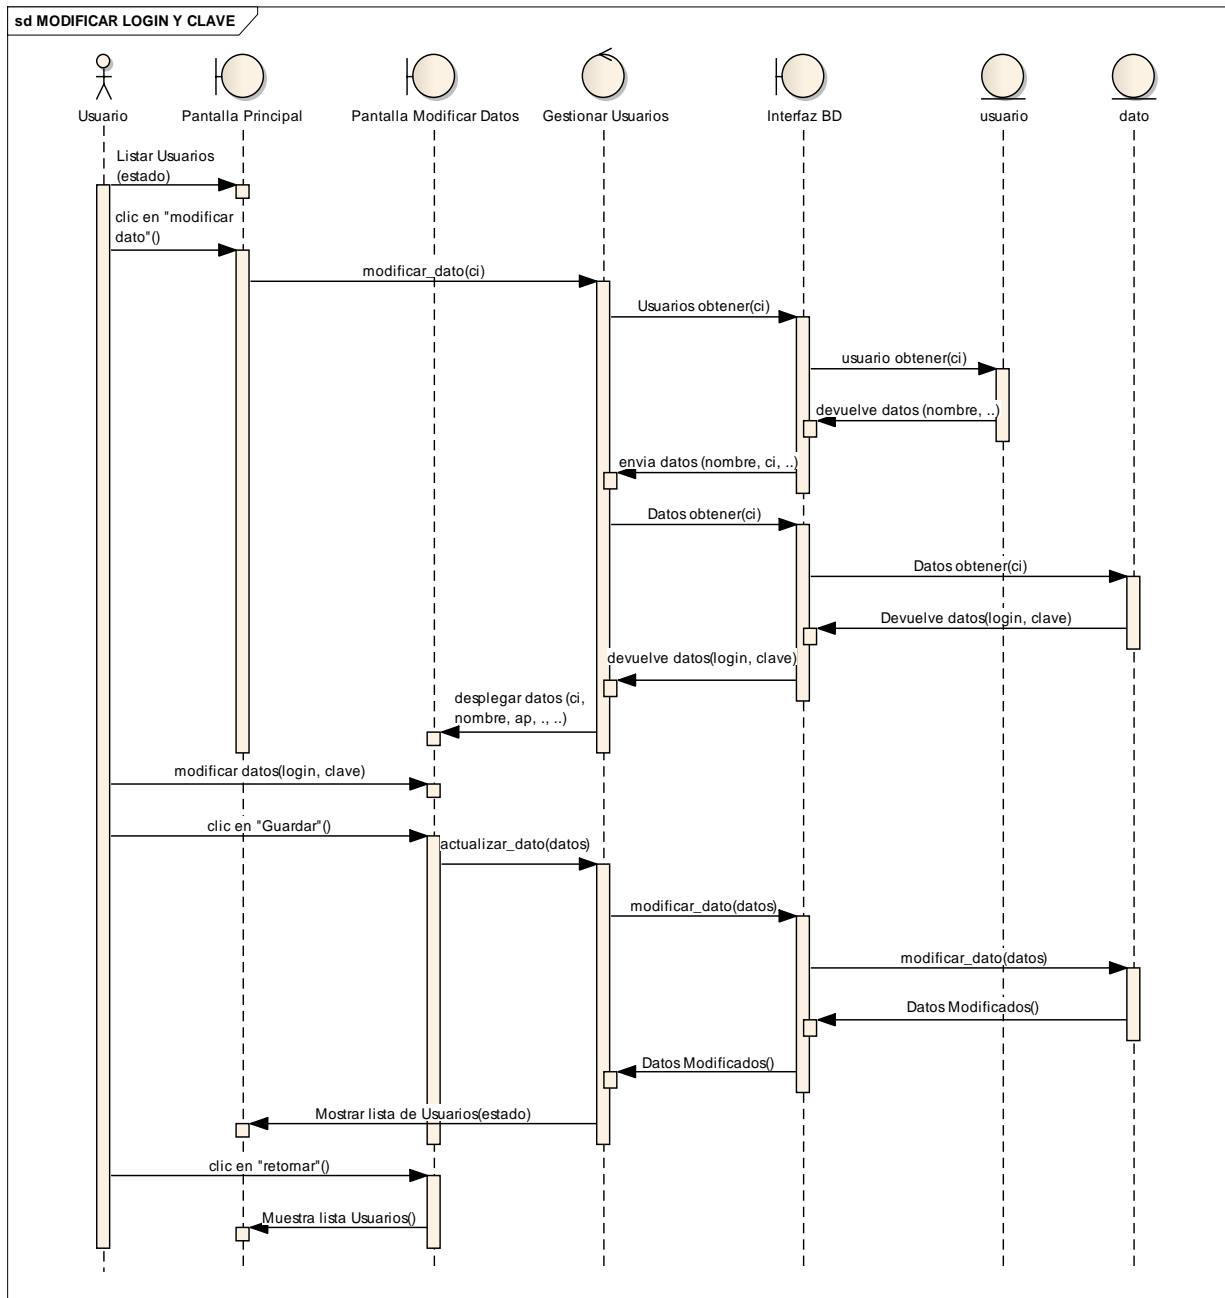 sd MODIFICAR LOGIN Y CLAVE
Usuario
Pantalla Principal
Pantalla Modificar Datos
Gestionar Usuarios
Interfaz BD
usuario
dato
Listar Usuarios
(estado)
clic en "modificar
dato"()
modificar_dato(ci)
Usuarios obtener(ci)
usuario obtener(ci)
devuelve datos (nombre, ..)
envia datos (nombre, ci, ..)
Datos obtener(ci)
Datos obtener(ci)
Devuelve datos(login, clave)
devuelve datos(login, clave)
desplegar datos (ci,
nombre, ap, ., ..)
modificar datos(login, clave)
clic en "Guardar"()
actualizar_dato(datos)
modificar_dato(datos)
modificar_dato(datos)
Datos Modificados()
Datos Modificados()
Mostrar lista de Usuarios(estado)
clic en "retornar"()
Muestra lista Usuarios()